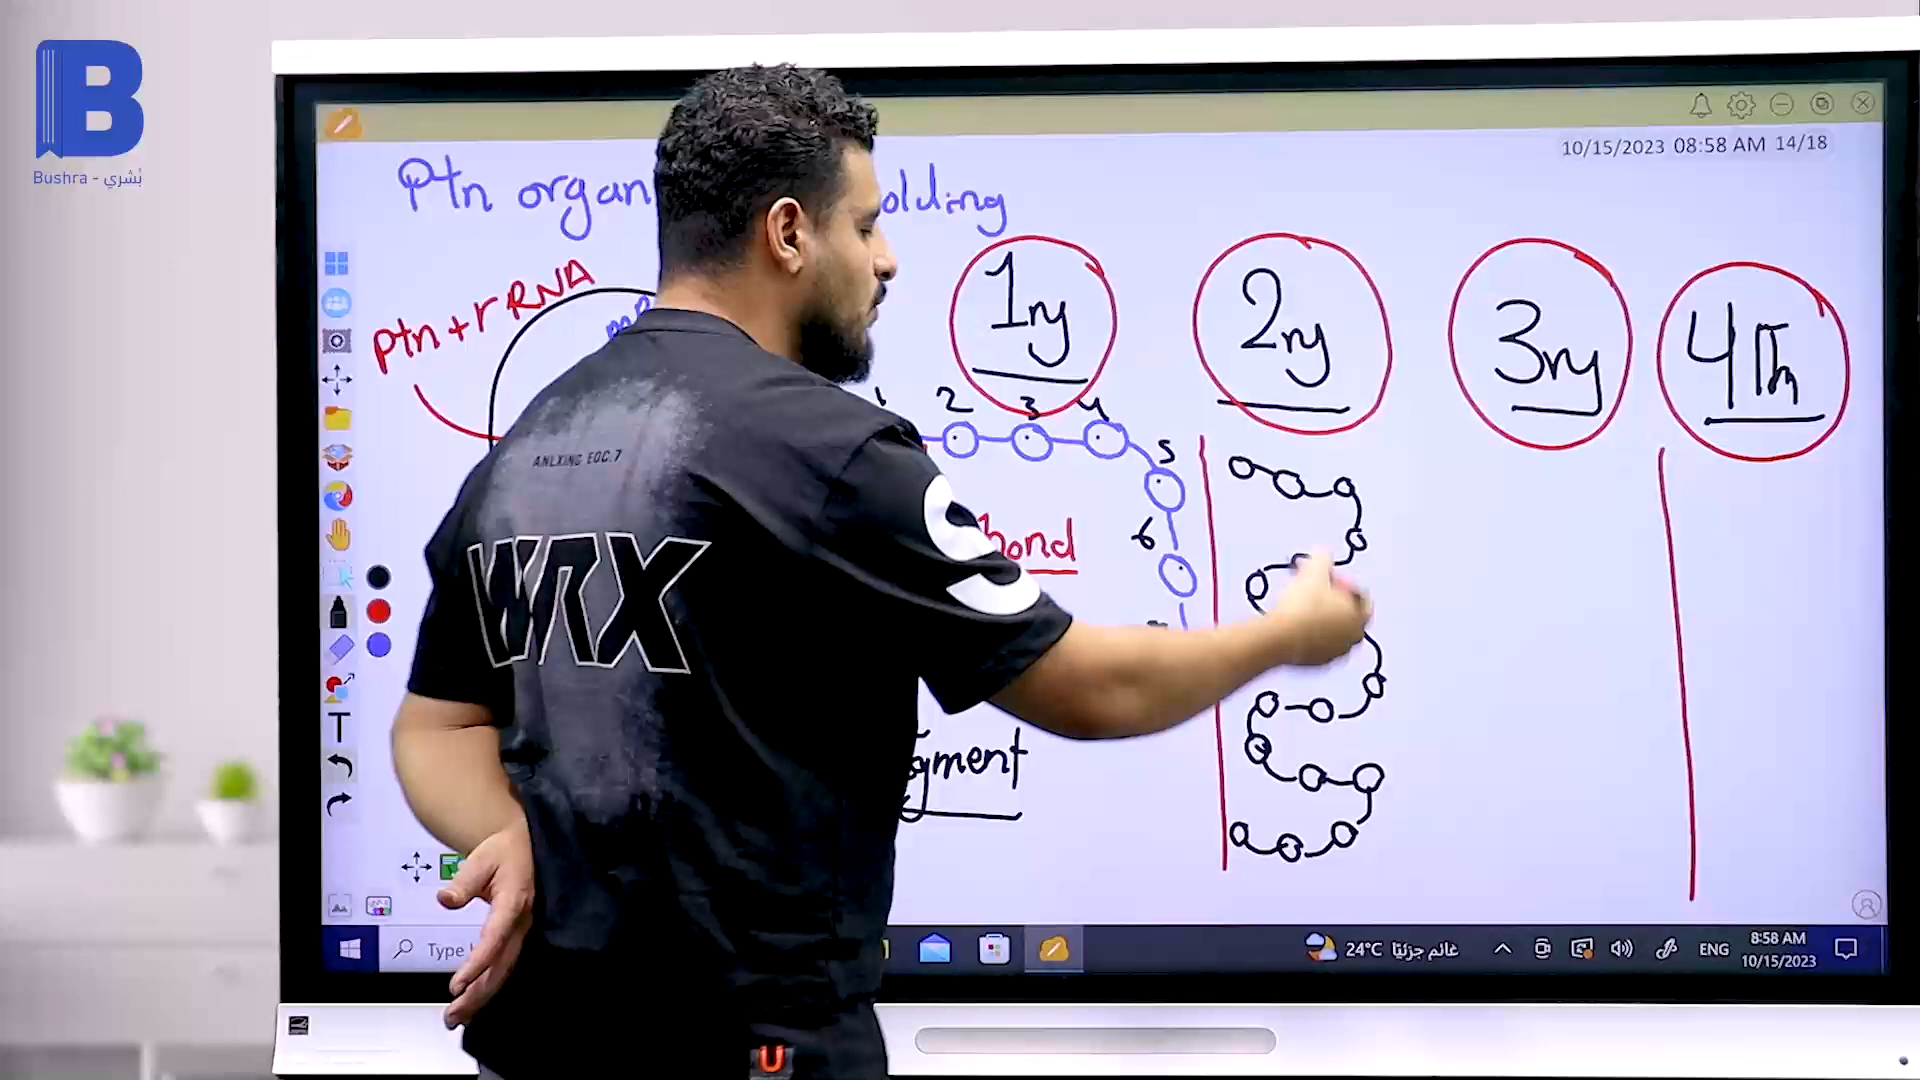 B
Bushra - بُشري
10/15/2023 08:58 AM 14/18
Ptn organ olding
Ptn + rRNA
1ry
2ry
3ry
4th
1 2 3 4
5
6
bond
gment
ANLXING EOC.7
WRX
T
Type
24°C غائم جزئيًا
ENG
8:58 AM
10/15/2023
U